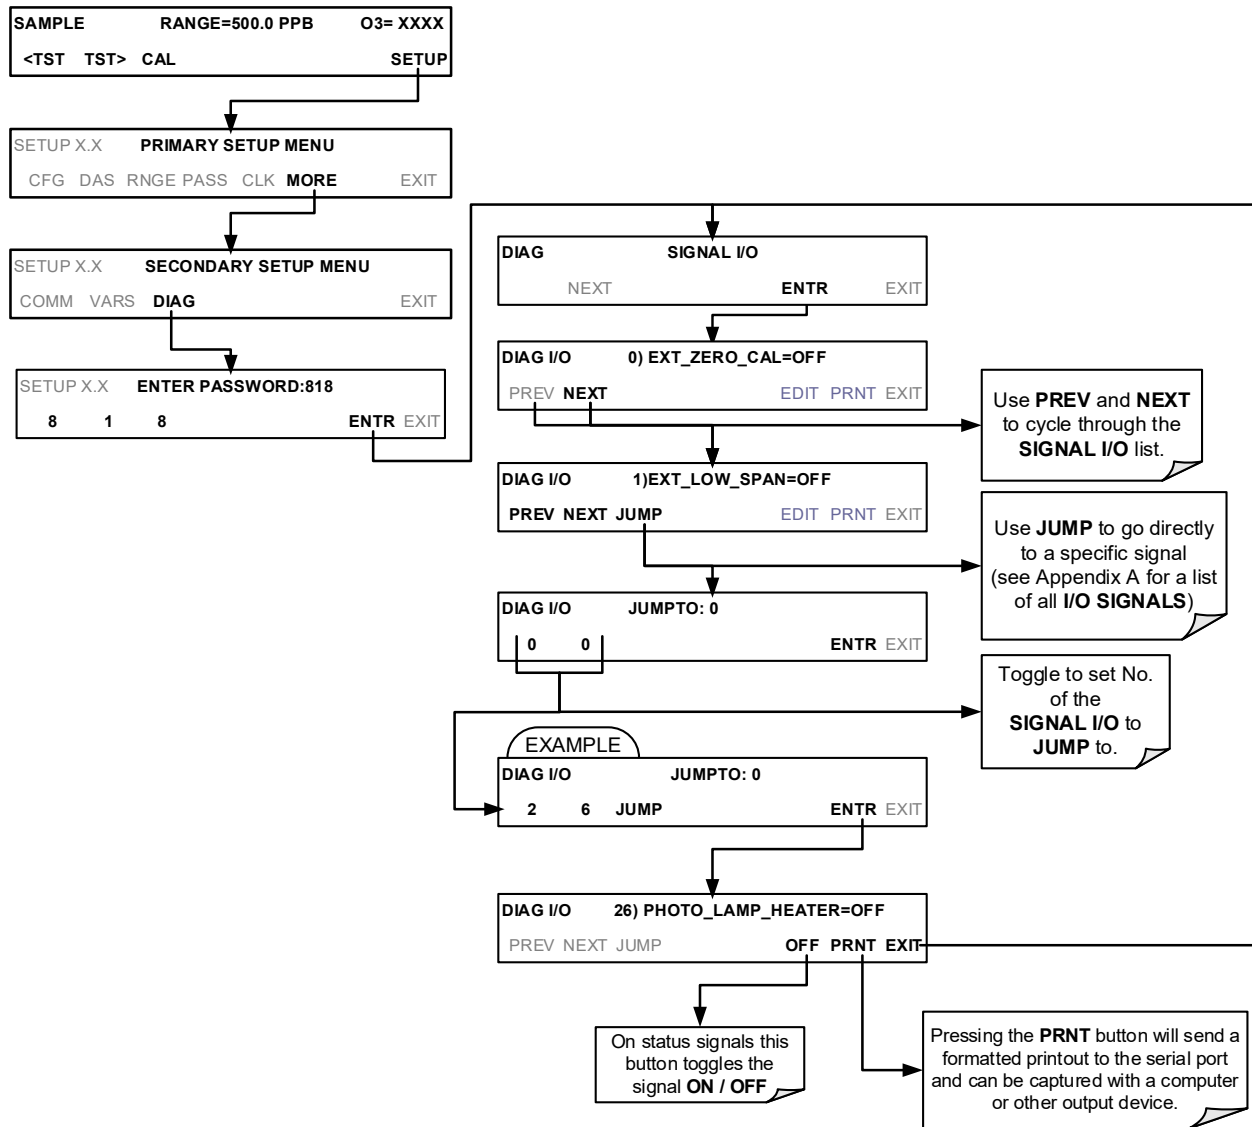 SAMPLE RANGE=500.0 PPB O3= XXXX
<TST TST> CAL SETUP
SETUP X.X PRIMARY SETUP MENU
CFG DAS RNGE PASS CLK MORE EXIT
SETUP X.X SECONDARY SETUP MENU
COMM VARS DIAG EXIT
SETUP X.X ENTER PASSWORD:818
8 1 8 ENTR EXIT
DIAG SIGNAL I/O
NEXT ENTR EXIT
DIAG I/O 0) EXT_ZERO_CAL=OFF
PREV NEXT EDIT PRNT EXIT
Use PREV and NEXT
to cycle through the
SIGNAL I/O list.
DIAG I/O 1)EXT_LOW_SPAN=OFF
PREV NEXT JUMP EDIT PRNT EXIT
Use JUMP to go directly
to a specific signal
(see Appendix A for a list
of all I/O SIGNALS)
DIAG I/O JUMPTO: 0
0 0 ENTR EXIT
Toggle to set No.
of the
SIGNAL I/O to
JUMP to.
EXAMPLE
DIAG I/O JUMPTO: 0
2 6 JUMP ENTR EXIT
DIAG I/O 26) PHOTO_LAMP_HEATER=OFF
PREV NEXT JUMP OFF PRNT EXIT
On status signals this
button toggles the
signal ON / OFF
Pressing the PRNT button will send a
formatted printout to the serial port
and can be captured with a computer
or other output device.